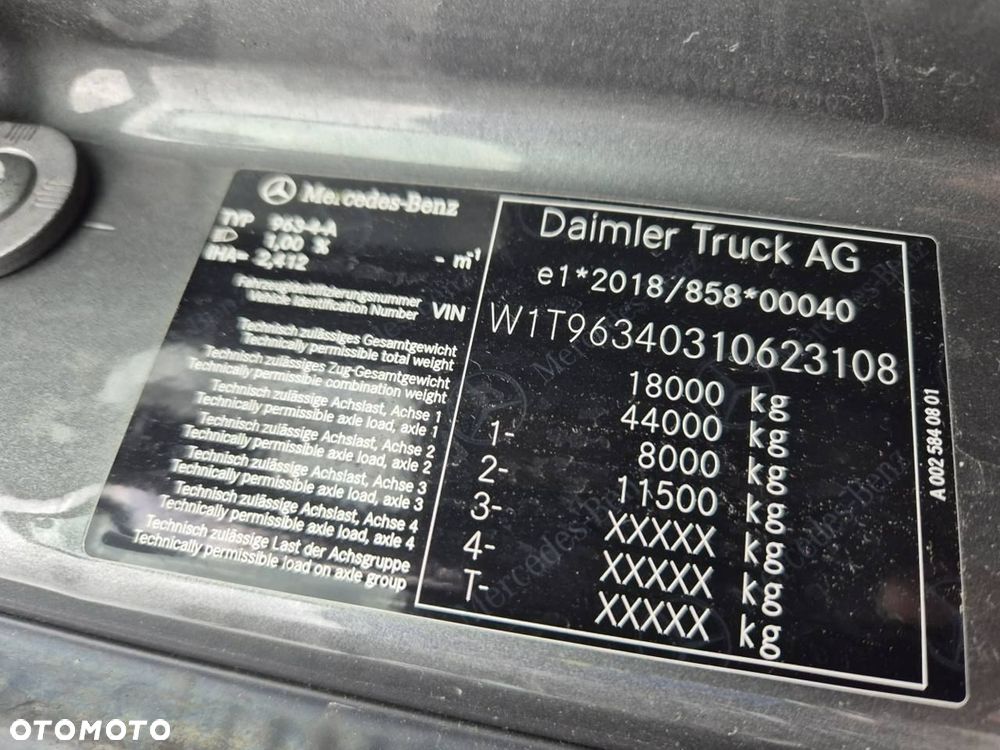 Mercedes-Benz
TYP 963-4-A
1,00 %
IHA= 2,412 - m⁻¹
Fahrzeugidentifizierungsnummer
Vehicle Identification Number VIN
Technisch zulässiges Gesamtgewicht
Technically permissible total weight
Technisch zulässiges Zug-Gesamtgewicht
Technically permissible combination weight
Technisch zulässige Achslast, Achse 1
Technically permissible axle load, axle 1
Technisch zulässige Achslast, Achse 2
Technically permissible axle load, axle 2
Technisch zulässige Achslast, Achse 3
Technically permissible axle load, axle 3
Technisch zulässige Achslast, Achse 4
Technically permissible axle load, axle 4
Technisch zulässige Last der Achsgruppe
Technically permissible load on axle group
Daimler Truck AG
e1*2018/858*00040
W1T96340310623108
18000 kg
44000 kg
1- 8000 kg
2- 11500 kg
3- XXXXX kg
4- XXXXX kg
T- XXXXX kg
A 002 584 08 01
OTOMOTO